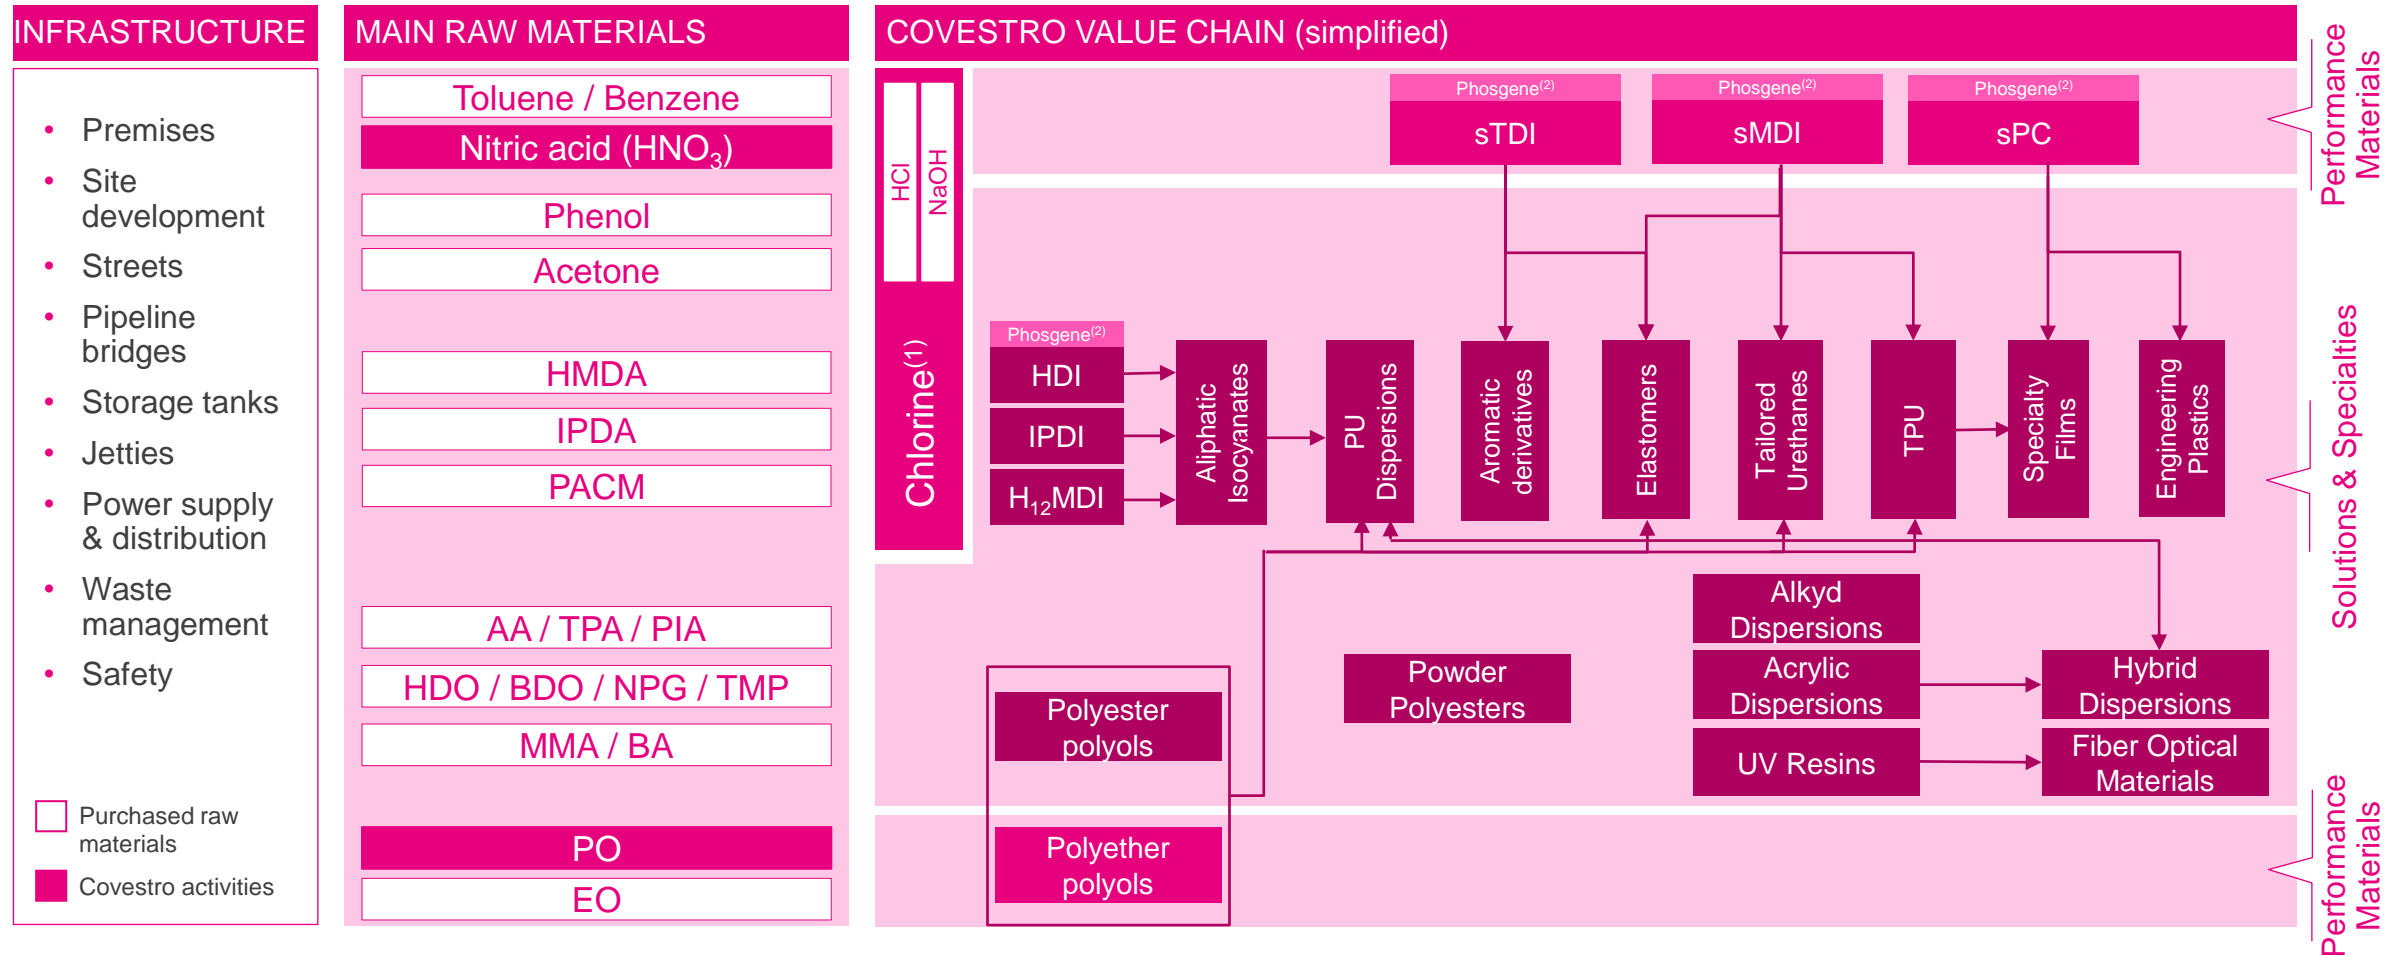 INFRASTRUCTURE
• Premises
• Site
development
• Streets
• Pipeline
bridges
• Storage tanks
• Jetties
• Power supply
& distribution
• Waste
management
• Safety
Purchased raw
materials
Covestro activities
MAIN RAW MATERIALS
Toluene / Benzene
Nitric acid (HNO₃)
Phenol
Acetone
HMDA
IPDA
PACM
AA / TPA / PIA
HDO / BDO / NPG / TMP
MMA / BA
PO
EO
COVESTRO VALUE CHAIN (simplified)
HCl
NaOH
Chlorine⁽¹⁾
Phosgene⁽²⁾
sTDI
Phosgene⁽²⁾
sMDI
Phosgene⁽²⁾
sPC
Phosgene⁽²⁾
HDI
IPDI
H₁₂MDI
Aliphatic
Isocyanates
PU
Dispersions
Aromatic
derivatives
Elastomers
Tailored
Urethanes
TPU
Specialty
Films
Engineering
Plastics
Alkyd
Dispersions
Acrylic
Dispersions
UV Resins
Hybrid
Dispersions
Fiber Optical
Materials
Powder
Polyesters
Polyester
polyols
Polyether
polyols
Performance
Materials
Solutions & Specialties
Performance
Materials